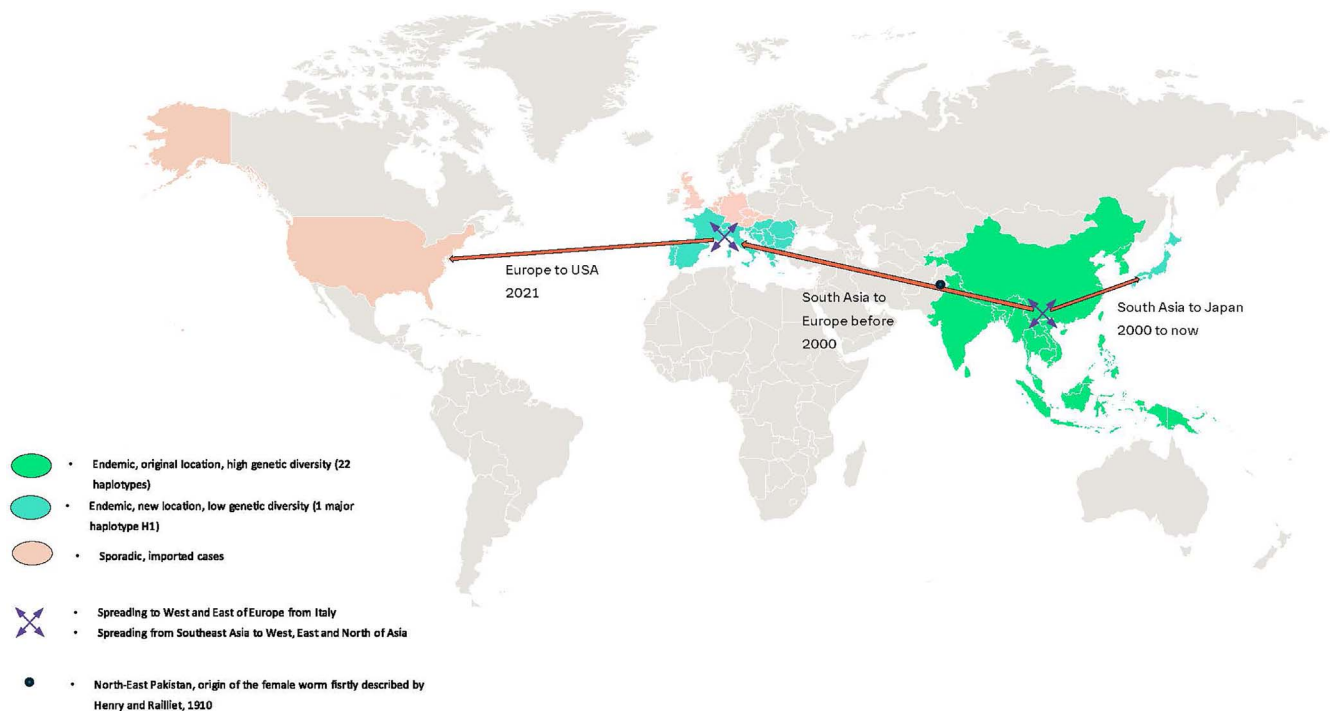 Europe to USA
2021
South Asia to
Europe before
2000
South Asia to Japan
2000 to now
• Endemic, original location, high genetic diversity (22
haplotypes)
• Endemic, new location, low genetic diversity (1 major
haplotype H1)
• Sporadic, imported cases
• Spreading to West and East of Europe from Italy
• Spreading from Southeast Asia to West, East and North of Asia
• North-East Pakistan, origin of the female worm fisrtly described by
Henry and Railliet, 1910